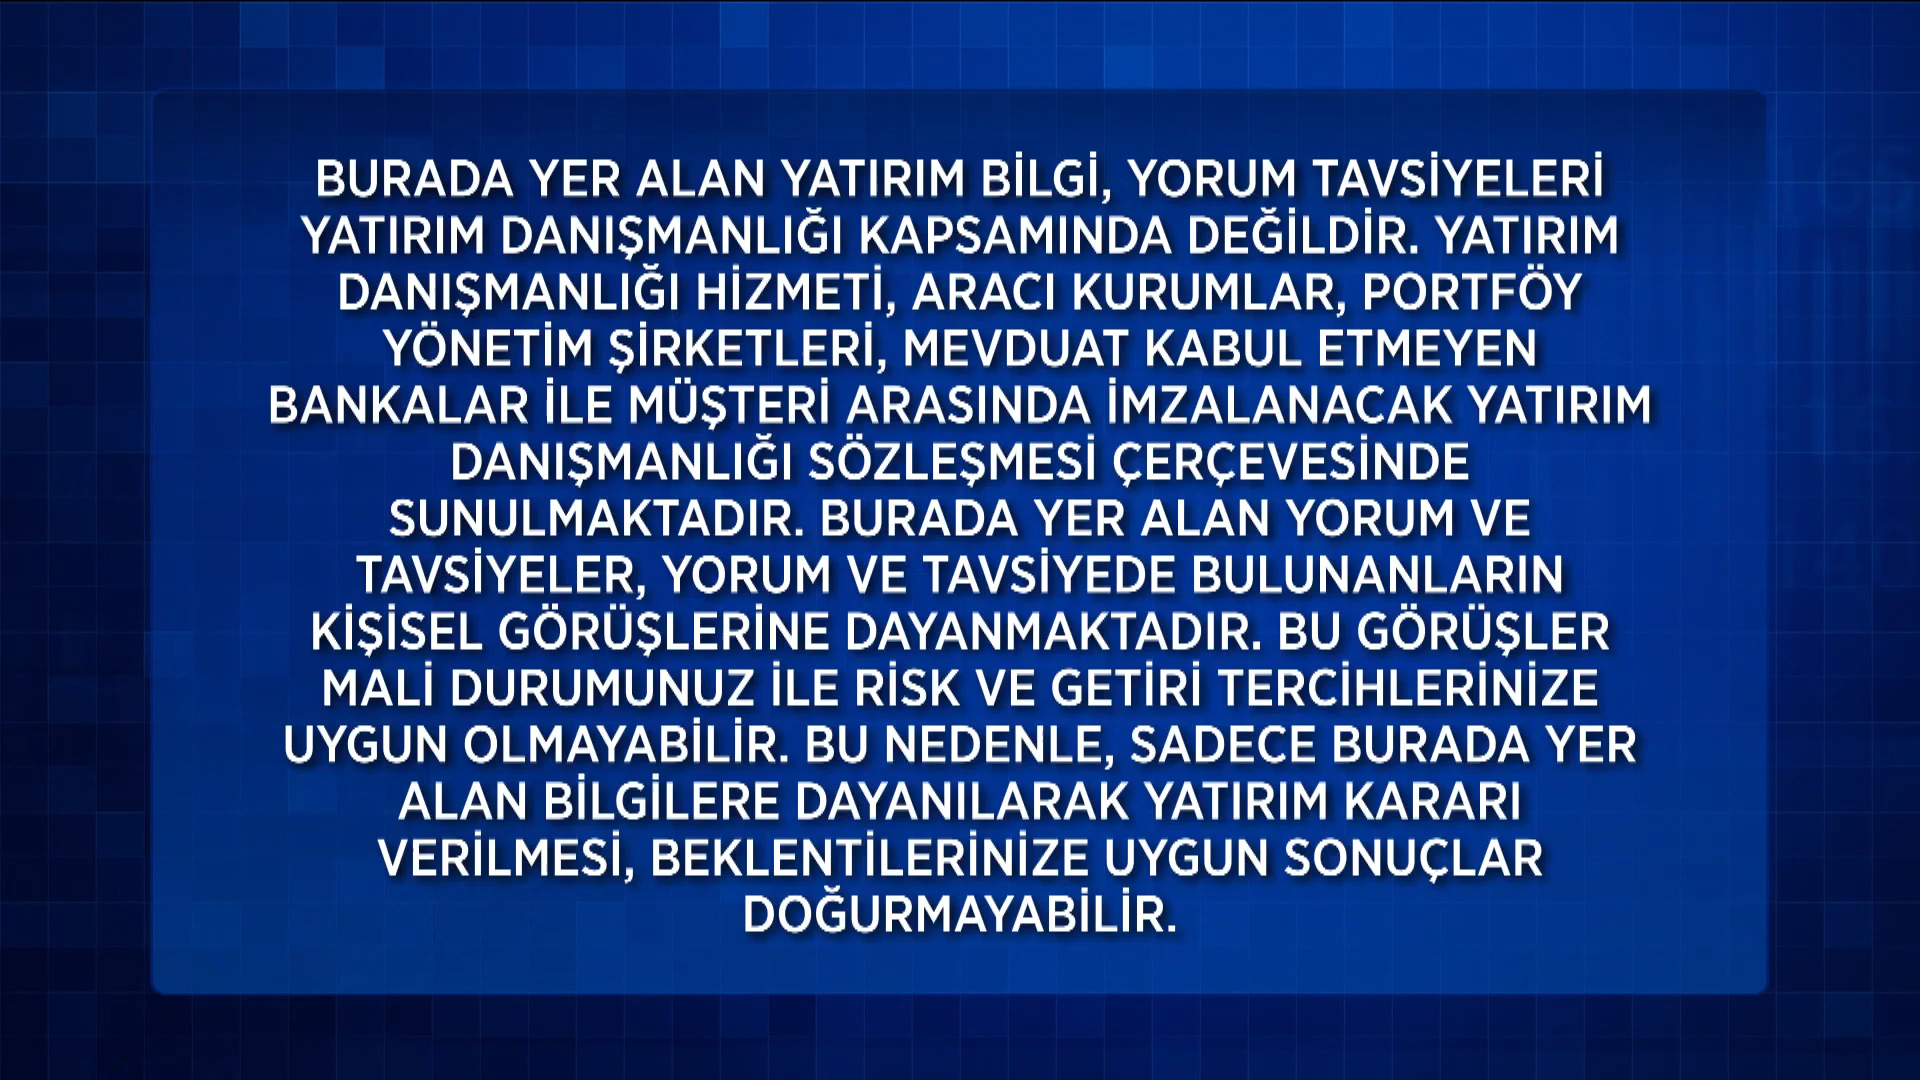 BURADA YER ALAN YATIRIM BİLGİ, YORUM TAVSİYELERİ
YATIRIM DANIŞMANLIĞI KAPSAMINDA DEĞİLDİR. YATIRIM
DANIŞMANLIĞI HİZMETİ, ARACI KURUMLAR, PORTFÖY
YÖNETİM ŞİRKETLERİ, MEVDUAT KABUL ETMEYEN
BANKALAR İLE MÜŞTERİ ARASINDA İMZALANACAK YATIRIM
DANIŞMANLIĞI SÖZLEŞMESİ ÇERÇEVESİNDE
SUNULMAKTADIR. BURADA YER ALAN YORUM VE
TAVSİYELER, YORUM VE TAVSİYEDE BULUNANLARIN
KİŞİSEL GÖRÜŞLERİNE DAYANMAKTADIR. BU GÖRÜŞLER
MALİ DURUMUNUZ İLE RİSK VE GETİRİ TERCİHLERİNİZE
UYGUN OLMAYABİLİR. BU NEDENLE, SADECE BURADA YER
ALAN BİLGİLERE DAYANILARAK YATIRIM KARARI
VERİLMESİ, BEKLENTİLERİNİZE UYGUN SONUÇLAR
DOĞURMAYABİLİR.